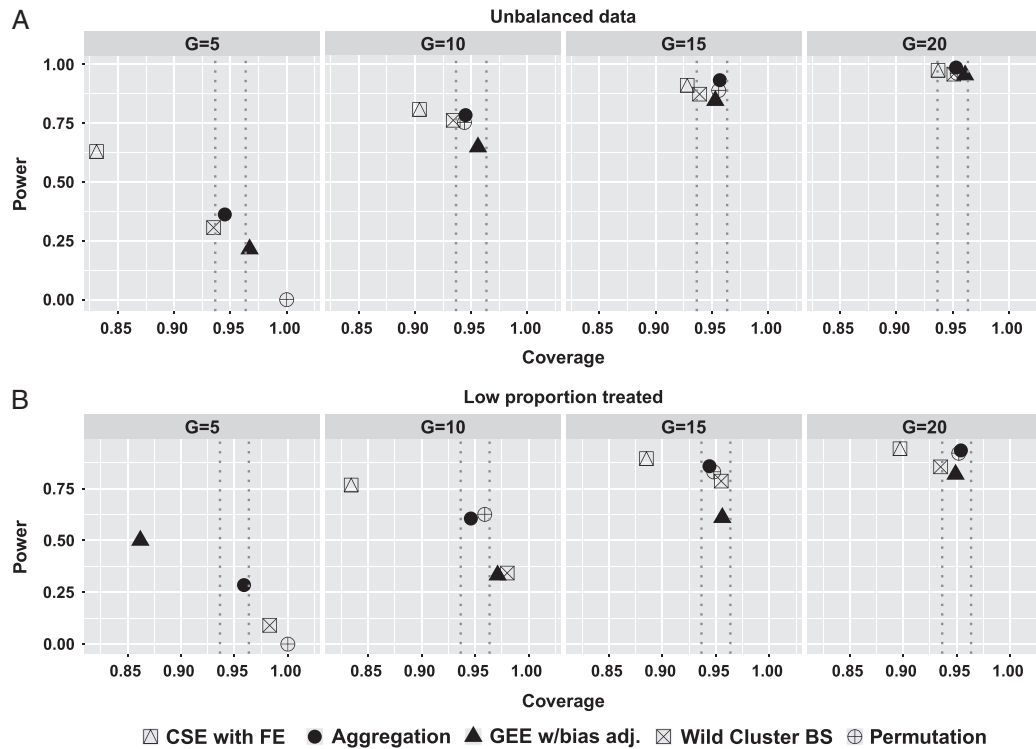 A
Unbalanced data
G=5 G=10 G=15 G=20
1.00
0.75
0.50
0.25
0.00
Power
0.85 0.90 0.95 1.00 0.85 0.90 0.95 1.00 0.85 0.90 0.95 1.00 0.85 0.90 0.95 1.00
Coverage
B
Low proportion treated
G=5 G=10 G=15 G=20
0.75
0.50
0.25
0.00
Power
0.85 0.90 0.95 1.00 0.85 0.90 0.95 1.00 0.85 0.90 0.95 1.00 0.85 0.90 0.95 1.00
Coverage
CSE with FE Aggregation GEE w/bias adj. Wild Cluster BS Permutation